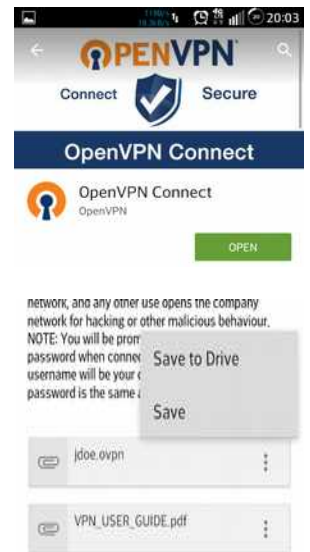 20:03
OPENVPN
Connect Secure
OpenVPN Connect
OpenVPN Connect
OpenVPN
OPEN
network, and any other use opens the company
network for hacking or other malicious behaviour.
NOTE: You will be prom
password when connec
username will be your
password is the same
Save to Drive
Save
jdoe.ovpn
VPN_USER_GUIDE.pdf